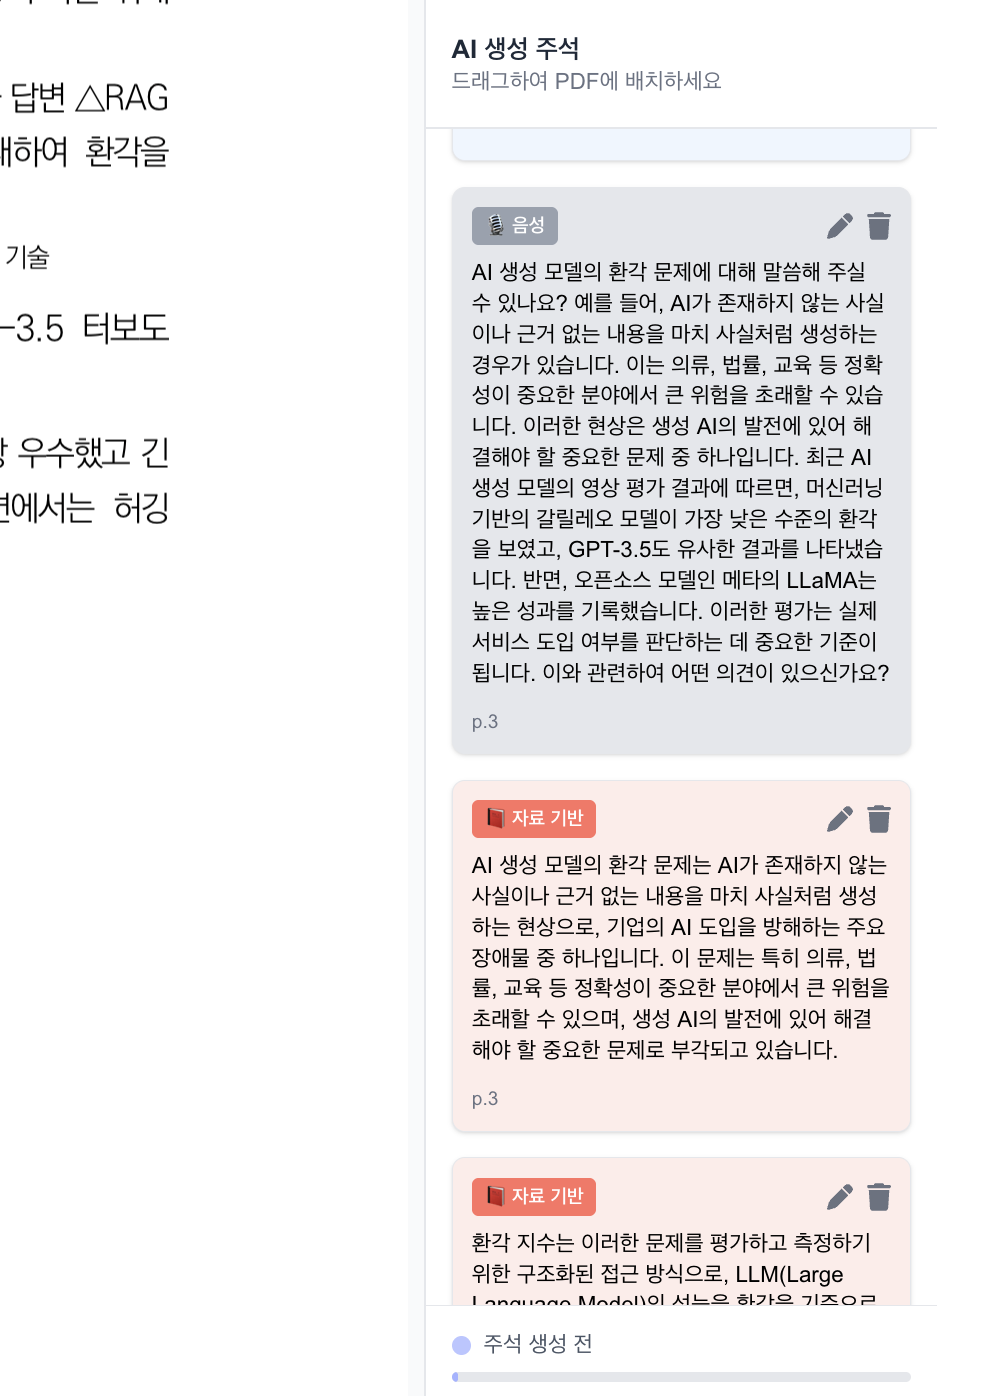 답변 △RAG
하여 환각을
기술
-3.5 터보도
우수했고 긴
에서는 허깅
AI 생성 주석
드래그하여 PDF에 배치하세요
음성
AI 생성 모델의 환각 문제에 대해 말씀해 주실
수 있나요? 예를 들어, AI가 존재하지 않는 사실
이나 근거 없는 내용을 마치 사실처럼 생성하는
경우가 있습니다. 이는 의류, 법률, 교육 등 정확
성이 중요한 분야에서 큰 위험을 초래할 수 있습
니다. 이러한 현상은 생성 AI의 발전에 있어 해
결해야 할 중요한 문제 중 하나입니다. 최근 AI
생성 모델의 영상 평가 결과에 따르면, 머신러닝
기반의 갈릴레오 모델이 가장 낮은 수준의 환각
을 보였고, GPT-3.5도 유사한 결과를 나타냈습
니다. 반면, 오픈소스 모델인 메타의 LLaMA는
높은 성과를 기록했습니다. 이러한 평가는 실제
서비스 도입 여부를 판단하는 데 중요한 기준이
됩니다. 이와 관련하여 어떤 의견이 있으신가요?
p.3
자료 기반
AI 생성 모델의 환각 문제는 AI가 존재하지 않는
사실이나 근거 없는 내용을 마치 사실처럼 생성
하는 현상으로, 기업의 AI 도입을 방해하는 주요
장애물 중 하나입니다. 이 문제는 특히 의류, 법
률, 교육 등 정확성이 중요한 분야에서 큰 위험을
초래할 수 있으며, 생성 AI의 발전에 있어 해결
해야 할 중요한 문제로 부각되고 있습니다.
p.3
자료 기반
환각 지수는 이러한 문제를 평가하고 측정하기
위한 구조화된 접근 방식으로, LLM(Large
Language Model)의 성능을 환각을 기준으로
주석 생성 전